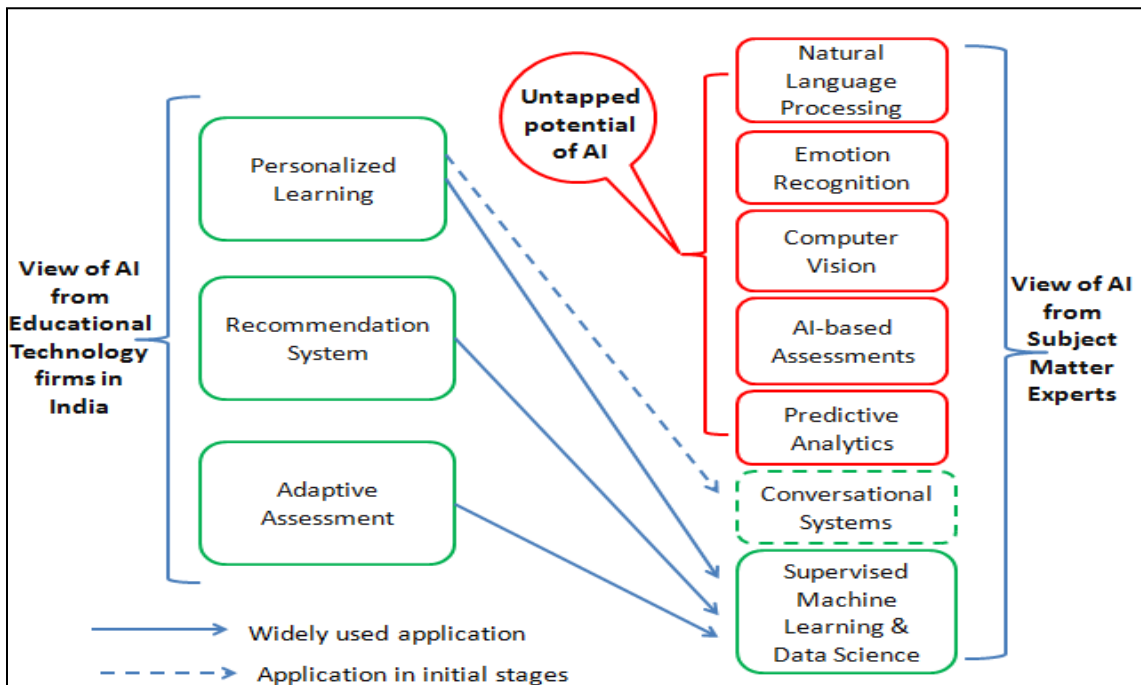 View of AI
from
Educational
Technology
firms in
India
Personalized
Learning
Recommendation
System
Adaptive
Assessment
Untapped
potential
of AI
Natural
Language
Processing
Emotion
Recognition
Computer
Vision
AI-based
Assessments
Predictive
Analytics
Conversational
Systems
Supervised
Machine
Learning &
Data Science
View of AI
from
Subject
Matter
Experts
Widely used application
Application in initial stages